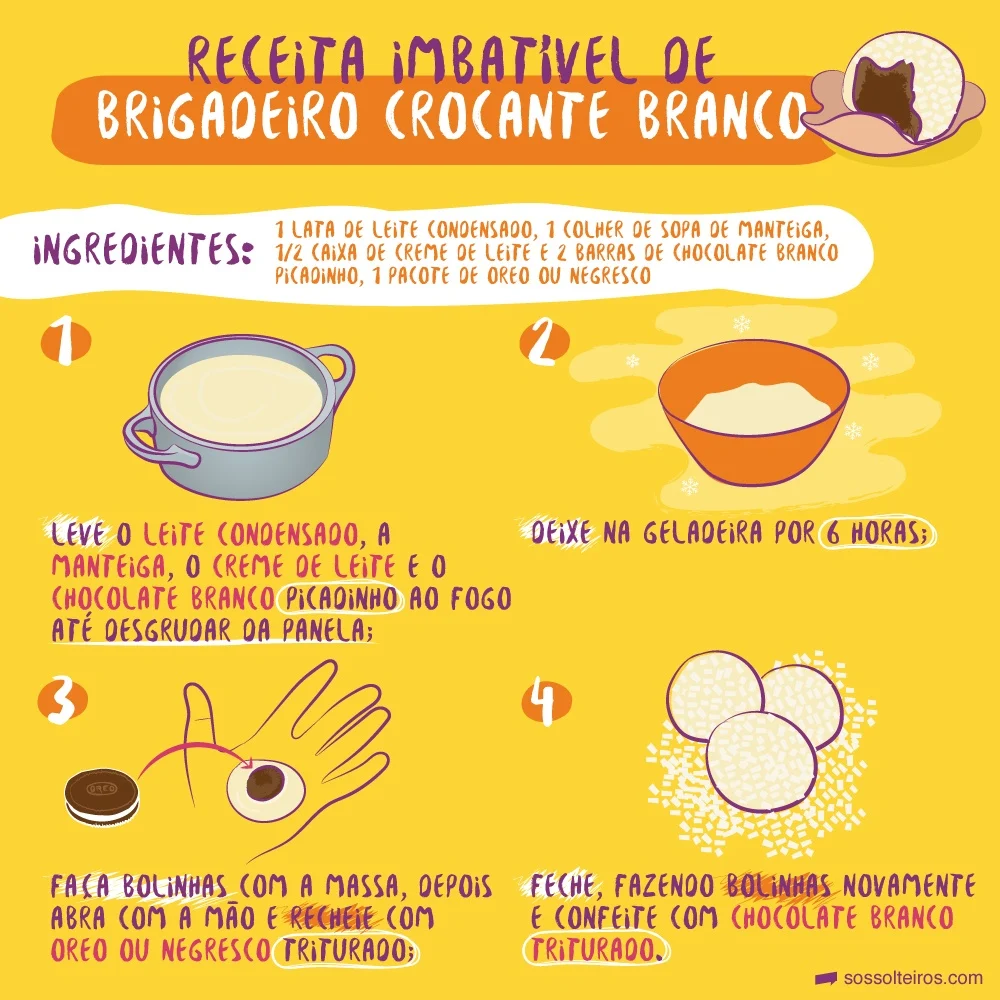 RECEITA IMBATÍVEL DE
BRIGADEIRO CROCANTE BRANCO
INGREDIENTES:
1 LATA DE LEITE CONDENSADO, 1 COLHER DE SOPA DE MANTEIGA,
1/2 CAIXA DE CREME DE LEITE E 2 BARRAS DE CHOCOLATE BRANCO
PICADINHO, 1 PACOTE DE OREO OU NEGRESCO
1
LEVE O LEITE CONDENSADO, A
MANTEIGA, O CREME DE LEITE E O
CHOCOLATE BRANCO PICADINHO AO FOGO
ATÉ DESGRUDAR DA PANELA;
2
DEIXE NA GELADEIRA POR 6 HORAS;
3
OREO
FAÇA BOLINHAS COM A MASSA, DEPOIS
ABRA COM A MÃO E RECHEIE COM
OREO OU NEGRESCO TRITURADO;
4
FECHE, FAZENDO BOLINHAS NOVAMENTE
E CONFEITE COM CHOCOLATE BRANCO
TRITURADO.
sossolteiros.com